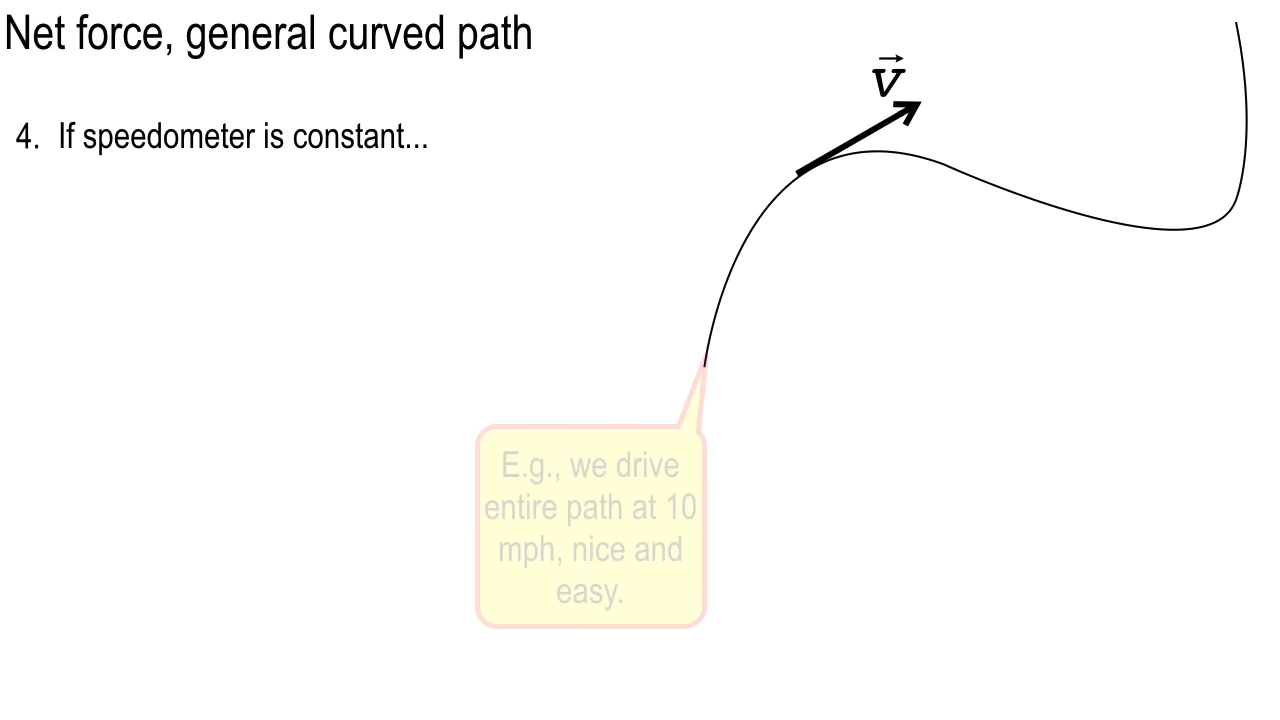 Net force, general curved path
v⃗
4. If speedometer is constant...
E.g., we drive
entire path at 10
mph, nice and
easy.